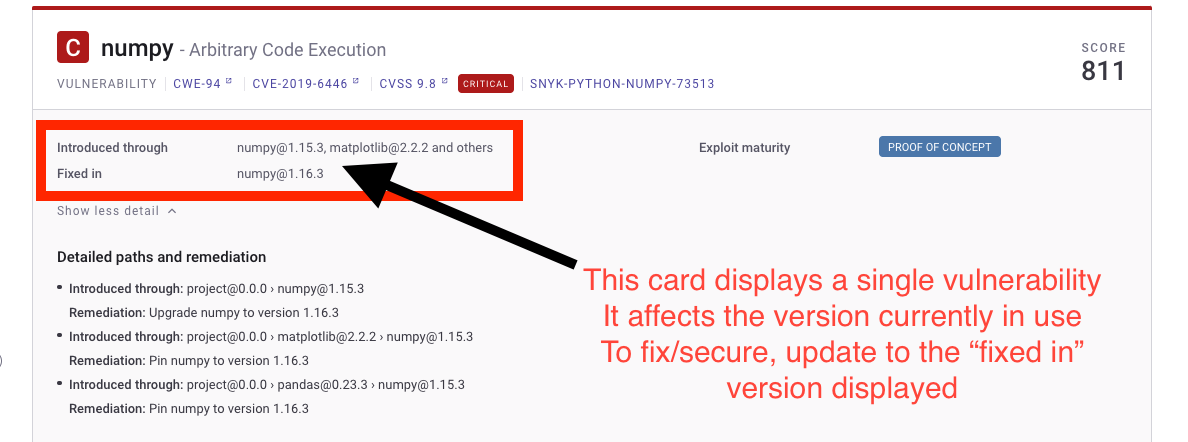 C numpy - Arbitrary Code Execution
SCORE
811
VULNERABILITY CWE-94 CVE-2019-6446 CVSS 9.8 CRITICAL SNYK-PYTHON-NUMPY-73513
Introduced through numpy@1.15.3, matplotlib@2.2.2 and others
Exploit maturity PROOF OF CONCEPT
Fixed in numpy@1.16.3
Show less detail
Detailed paths and remediation
Introduced through: project@0.0.0 › numpy@1.15.3
Remediation: Upgrade numpy to version 1.16.3
Introduced through: project@0.0.0 › matplotlib@2.2.2 › numpy@1.15.3
Remediation: Pin numpy to version 1.16.3
Introduced through: project@0.0.0 › pandas@0.23.3 › numpy@1.15.3
Remediation: Pin numpy to version 1.16.3
This card displays a single vulnerability
It affects the version currently in use
To fix/secure, update to the “fixed in”
version displayed